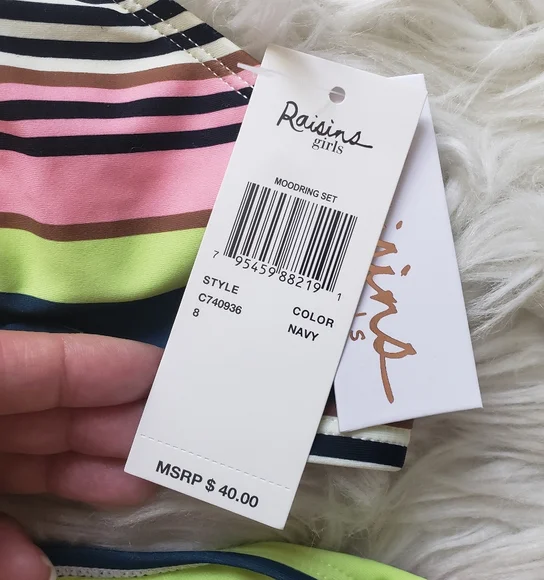 Raisins
girls
MOODRING SET
7 95459 88219 1
STYLE
C740936
8
COLOR
NAVY
MSRP $ 40.00